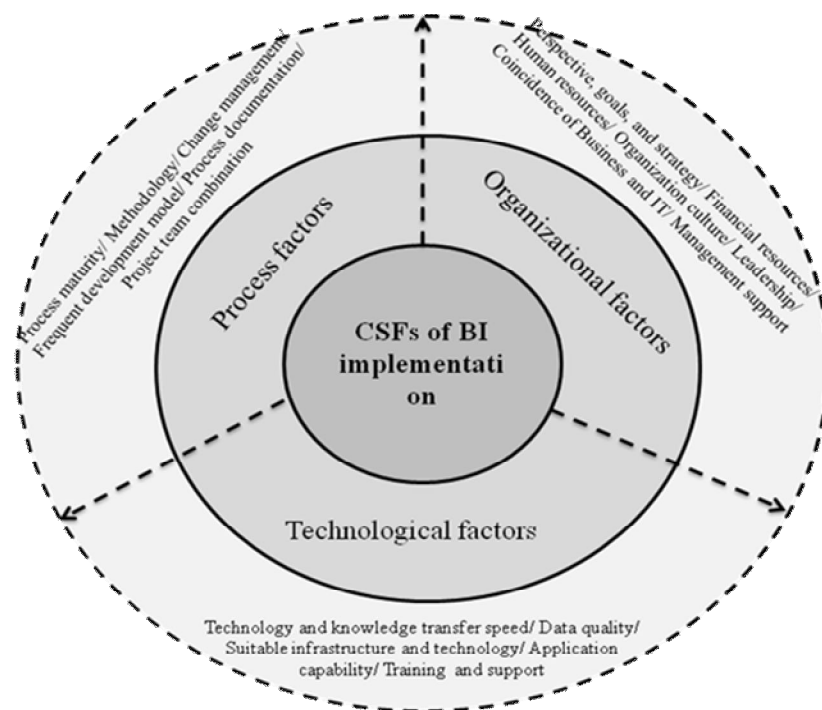 Process maturity/ Methodology/ Change management/
Frequent development model/ Process documentation/
Project team combination
Perspective, goals, and strategy/ Financial resources/
Human resources/ Organization culture/ Leadership/
Coincidence of Business and IT/ Management support
Process factors
Organizational factors
CSFs of BI
implementati
on
Technological factors
Technology and knowledge transfer speed/ Data quality/
Suitable infrastructure and technology/ Application
capability/ Training and support